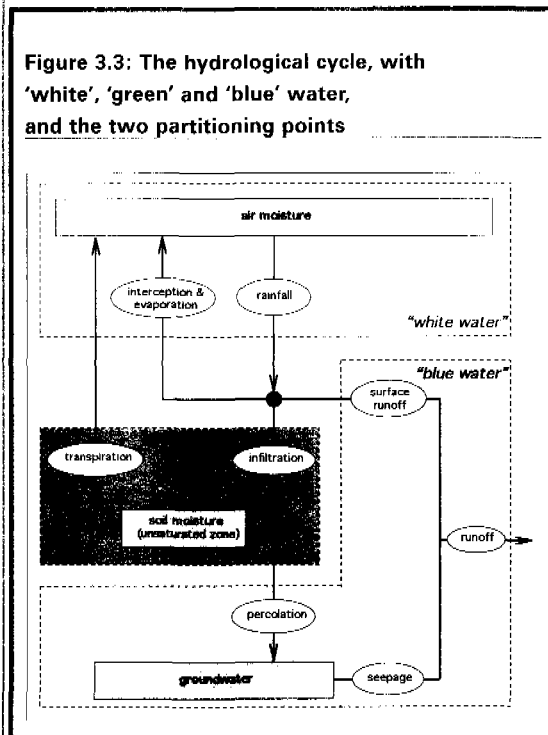 Figure 3.3: The hydrological cycle, with
‘white’, ‘green’ and ‘blue’ water,
and the two partitioning points
air moisture
interception &
evaporation
rainfall
"white water"
"blue water"
surface
runoff
transpiration
infiltration
soil moisture
(unsaturated zone)
runoff
percolation
groundwater
seepage